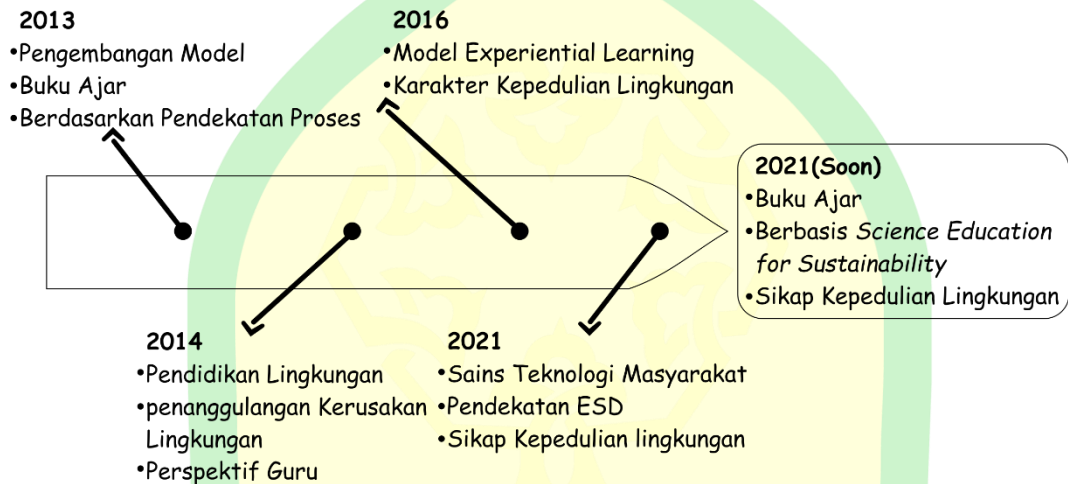 2013
•Pengembangan Model
•Buku Ajar
•Berdasarkan Pendekatan Proses
2016
•Model Experiential Learning
•Karakter Kepedulian Lingkungan
2021(Soon)
•Buku Ajar
•Berbasis Science Education
for Sustainability
•Sikap Kepedulian Lingkungan
2014
•Pendidikan Lingkungan
•penanggulangan Kerusakan
Lingkungan
•Perspektif Guru
2021
•Sains Teknologi Masyarakat
•Pendekatan ESD
•Sikap Kepedulian lingkungan